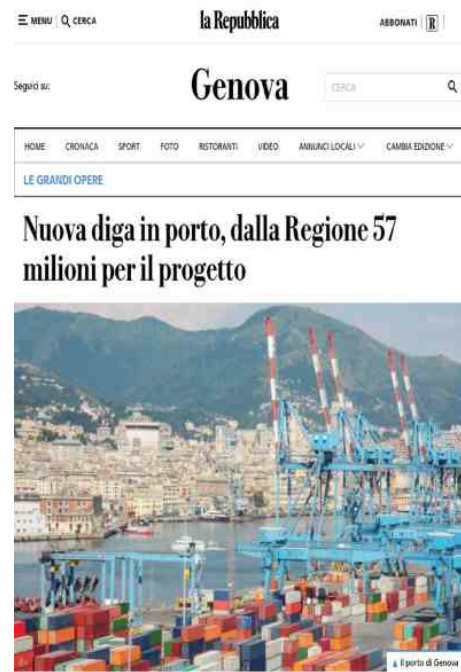 MENU CERCA la Repubblica ABBONATI R
Seguici su: Genova CERCA
HOME CRONACA SPORT FOTO RISTORANTI VIDEO ANNUNCI LOCALI CAMBIA EDIZIONE
LE GRANDI OPERE
Nuova diga in porto, dalla Regione 57
milioni per il progetto
Il porto di Genova